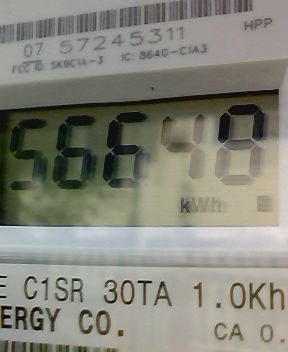 07 57245311 HPP
FCC ID: SK9C1A-3 IC: 864G-C1A3
56648
kWh
E C1SR 30TA 1.0Kh
ERGY CO. CA 0.